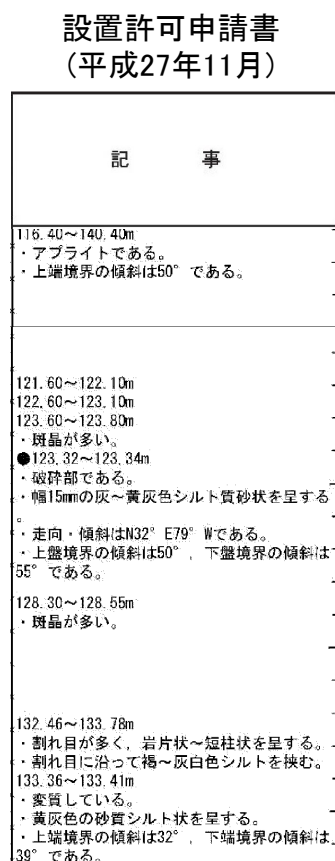 設置許可申請書
(平成27年11月)
記 事
116.40～140.40m
・アプライトである。
・上端境界の傾斜は50°である。
121.60～122.10m
122.60～123.10m
123.60～123.80m
・斑晶が多い。
●123.32～123.34m
・破砕部である。
・幅15mmの灰～黄灰色シルト質砂状を呈する
。
・走向・傾斜はN32°E79°Wである。
・上盤境界の傾斜は50°，下盤境界の傾斜は
55°である。
128.30～128.55m
・斑晶が多い。
132.46～133.78m
・割れ目が多く，岩片状～短柱状を呈する。
・割れ目に沿って褐～灰白色シルトを挟む。
133.36～133.41m
・変質している。
・黄灰色の砂質シルト状を呈する。
・上端境界の傾斜は32°，下端境界の傾斜は
39°である。